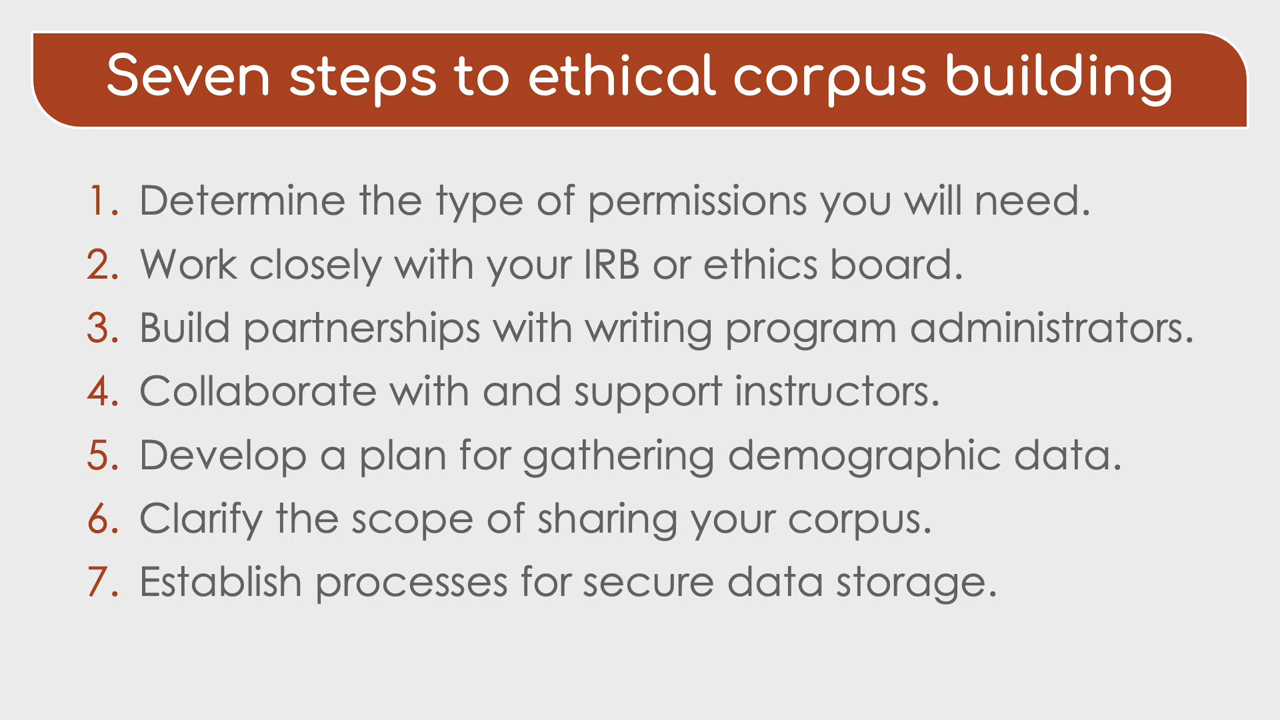 Seven steps to ethical corpus building
1. Determine the type of permissions you will need.
2. Work closely with your IRB or ethics board.
3. Build partnerships with writing program administrators.
4. Collaborate with and support instructors.
5. Develop a plan for gathering demographic data.
6. Clarify the scope of sharing your corpus.
7. Establish processes for secure data storage.